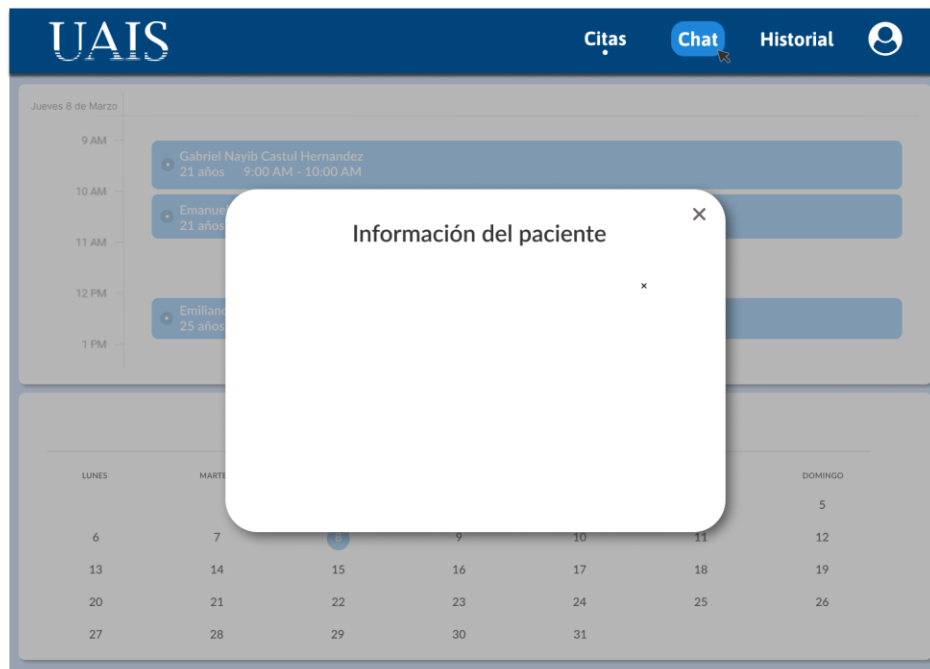 UAIS
Citas Chat Historial
Jueves 8 de Marzo
9 AM
Gabriel Nayib Castul Hernandez
21 años 9:00 AM - 10:00 AM
10 AM
21 años
11 AM
Información del paciente
12 PM
25 años
1 PM
LUNES DOMINGO
5
6 7 8 9 10 11 12
13 14 15 16 17 18 19
20 21 22 23 24 25 26
27 28 29 30 31